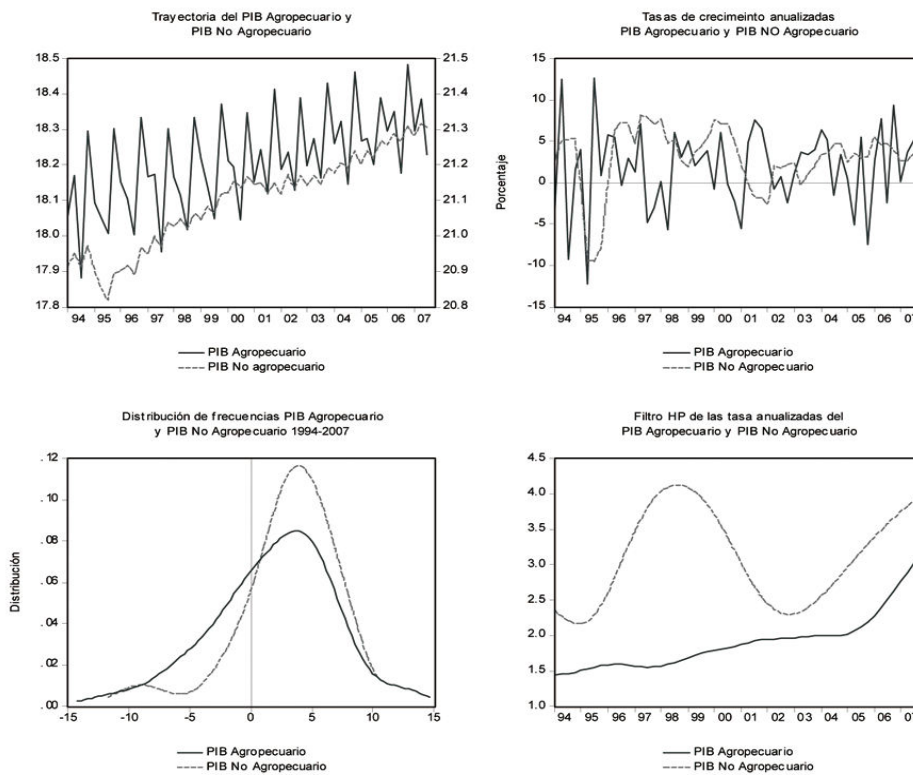 Trayectoria del PIB Agropecuario y
PIB No Agropecuario
18.5
18.4
18.3
18.2
18.1
18.0
17.9
17.8
21.5
21.4
21.3
21.2
21.1
21.0
20.9
20.8
94 95 96 97 98 99 00 01 02 03 04 05 06 07
PIB Agropecuario
PIB No agropecuario
Tasas de crecimeinto anualizadas
PIB Agropecuario y PIB NO Agropecuario
Porcentaje
15
10
5
0
-5
-10
-15
94 95 96 97 98 99 00 01 02 03 04 05 06 07
PIB Agropecuario
PIB No Agropecuario
Distribución de frecuencias PIB Agropecuario
y PIB No Agropecuario 1994-2007
Distribución
.12
.10
.08
.06
.04
.02
.00
-15 -10 -5 0 5 10 15
PIB Agropecuario
PIB No Agropecuario
Filtro HP de las tasa anualizadas del
PIB Agropecuario y PIB No Agropecuario
4.5
4.0
3.5
3.0
2.5
2.0
1.5
1.0
94 95 96 97 98 99 00 01 02 03 04 05 06 07
PIB Agropecuario
PIB No Agropecuario